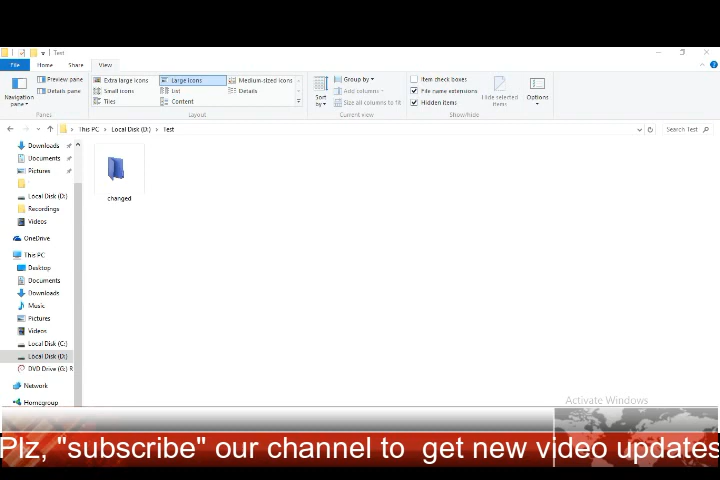 Test
File Home Share View
Navigation pane
Preview pane
Details pane
Panes
Extra large icons Large icons Medium-sized icons
Small icons List Details
Tiles Content
Layout
Sort by
Group by
Add columns
Size all columns to fit
Current view
Item check boxes
File name extensions
Hidden items
Hide selected items
Show/hide
Options
This PC Local Disk (D:) Test
Search Test
Downloads
Documents
Pictures
Local Disk (D:)
Recordings
Videos
OneDrive
This PC
Desktop
Documents
Downloads
Music
Pictures
Videos
Local Disk (C:)
Local Disk (D:)
DVD Drive (G:) R
Network
Homegroup
changed
Activate Windows
Plz, "subscribe" our channel to get new video updates